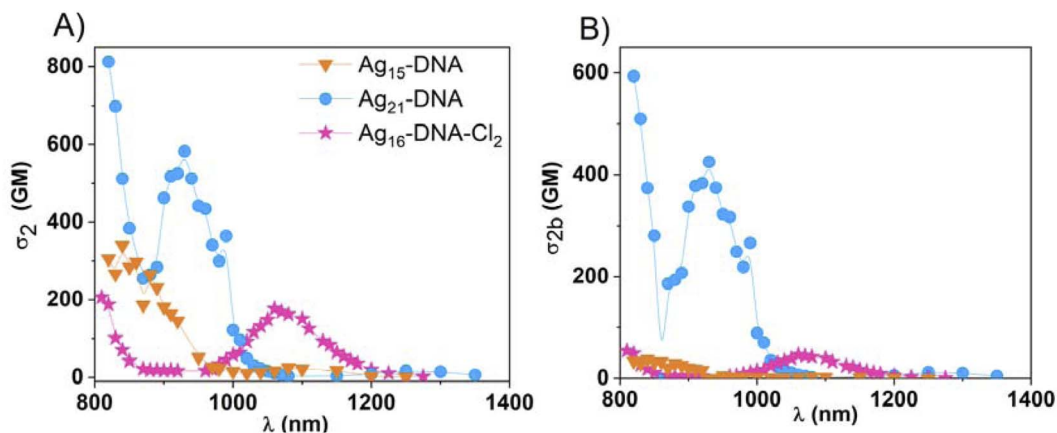 A)
800
600
400
200
0
σ₂ (GM)
Ag₁₅-DNA
Ag₂₁-DNA
Ag₁₆-DNA-Cl₂
800 1000 1200 1400
λ (nm)
B)
600
400
200
0
σ₂b (GM)
800 1000 1200 1400
λ (nm)